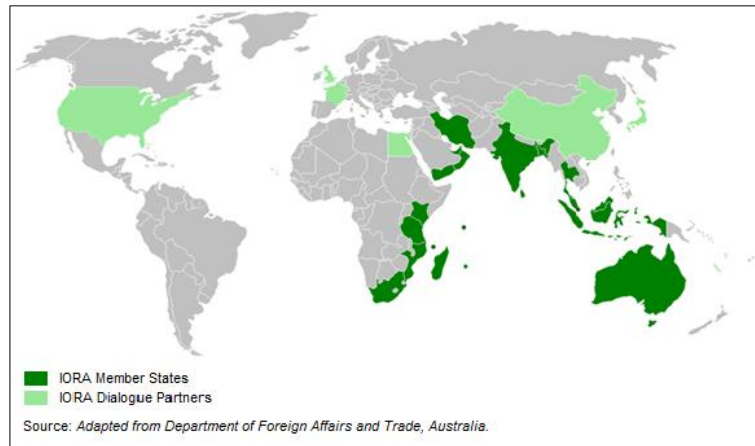 IORA Member States
IORA Dialogue Partners
Source: Adapted from Department of Foreign Affairs and Trade, Australia.